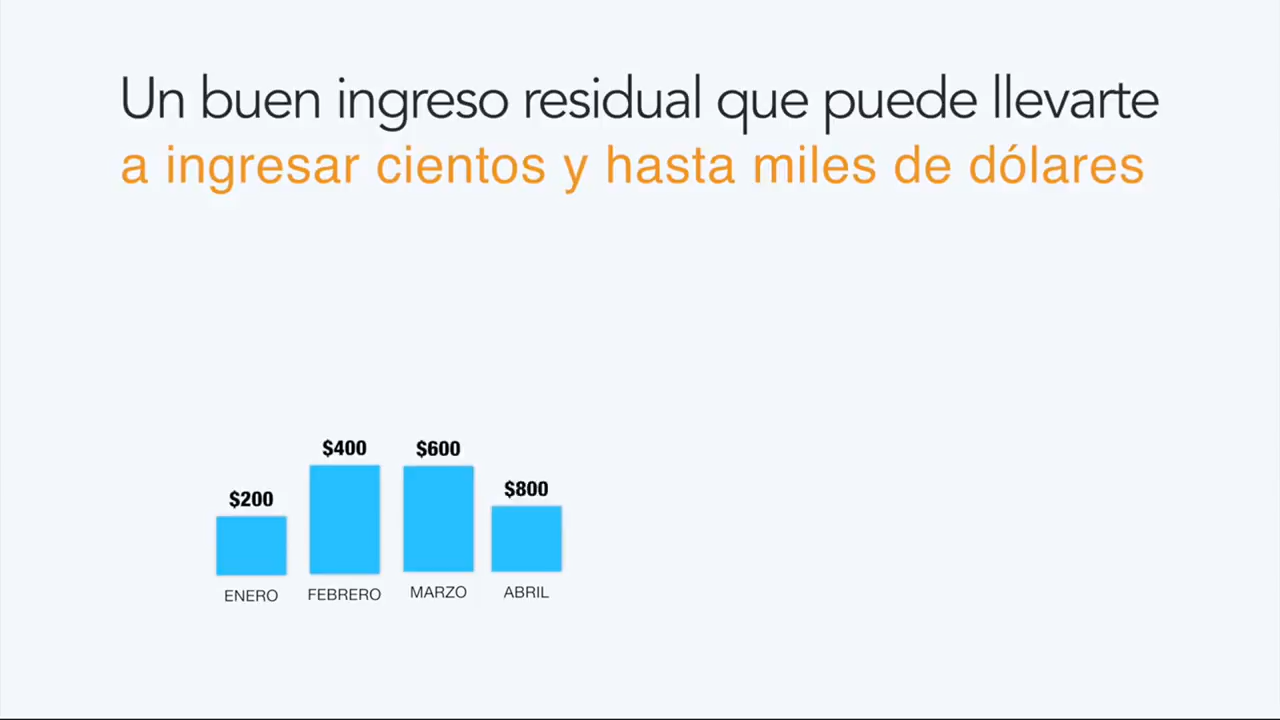 Un buen ingreso residual que puede llevarte
a ingresar cientos y hasta miles de dólares
$200 $400 $600 $800
ENERO FEBRERO MARZO ABRIL